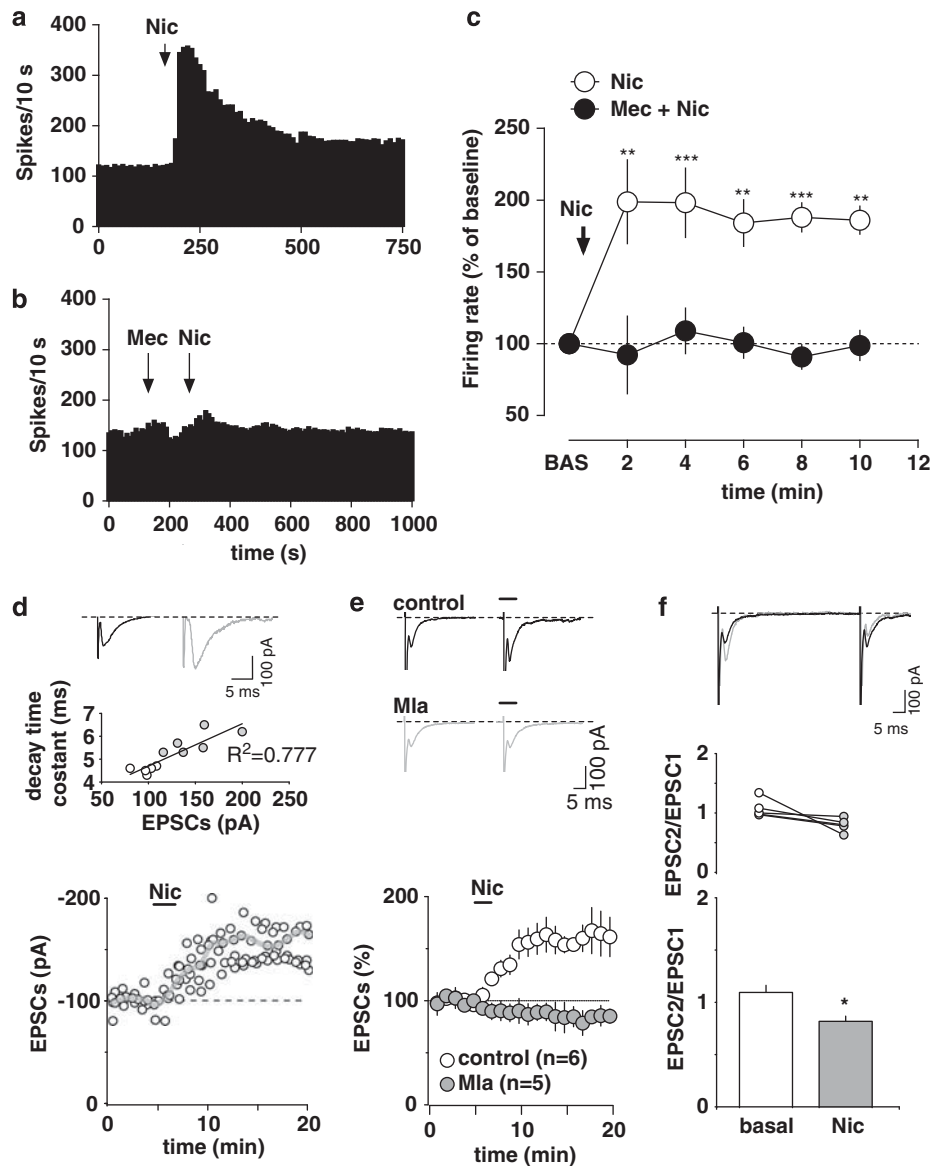 a
400
300
200
100
0
Spikes/10 s
Nic
0 250 500 750
b
400
300
200
100
0
Spikes/10 s
Mec Nic
0 200 400 600 800 1000
time (s)
c
Nic
Mec + Nic
250
200
150
100
50
Firing rate (% of baseline)
Nic
** *** ** *** **
BAS 2 4 6 8 10 12
time (min)
d
100 pA
5 ms
decay time
costant (ms)
7
6
5
4
R²=0.777
50 100 150 200 250
EPSCs (pA)
Nic
-200
-100
0
EPSCs (pA)
0 10 20
time (min)
e
control
Mla
100 pA
5 ms
Nic
200
100
0
EPSCs (%)
control (n=6)
Mla (n=5)
0 10 20
time (min)
f
100 pA
5 ms
2
1
0
EPSC2/EPSC1
2
1
0
EPSC2/EPSC1
*
basal Nic